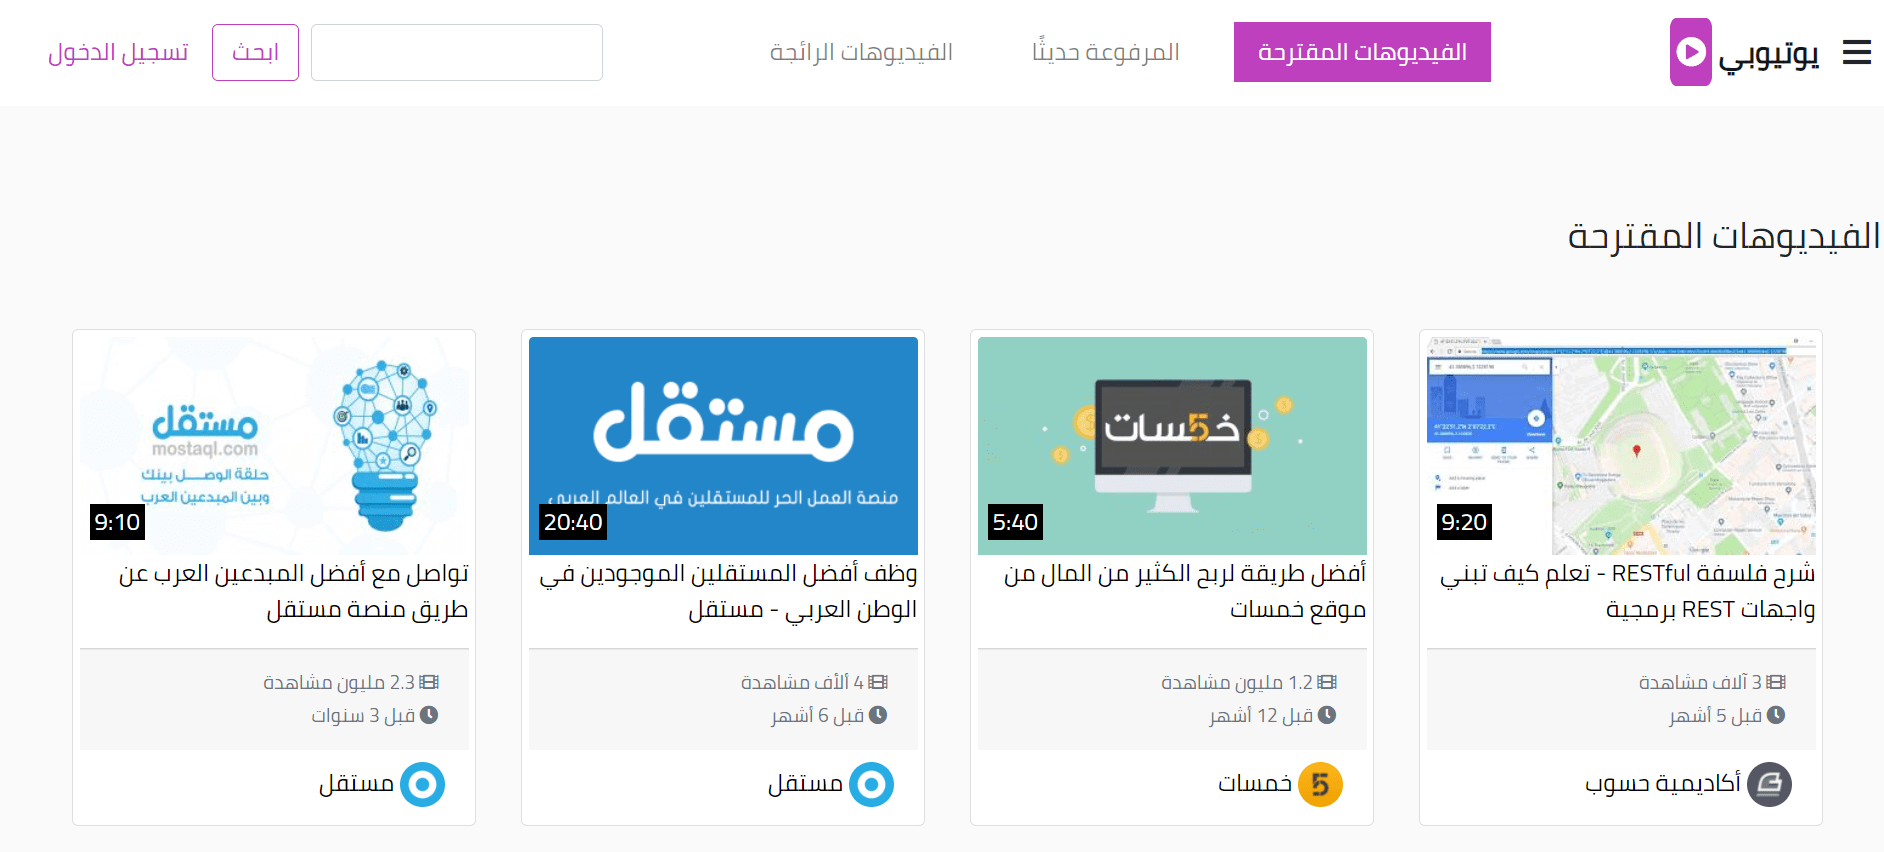 يوتيوبي
الفيديوهات المقترحة
المرفوعة حديثًا
الفيديوهات الرائجة
ابحث
تسجيل الدخول
الفيديوهات المقترحة
9:20
شرح فلسفة RESTful - تعلم كيف تبني
واجهات REST برمجية
3 آلاف مشاهدة
قبل 5 أشهر
أكاديمية حسوب
خمسات
5:40
أفضل طريقة لربح الكثير من المال من
موقع خمسات
1.2 مليون مشاهدة
قبل 12 أشهر
خمسات
مستقل
منصة العمل الحر للمستقلين في العالم العربي
20:40
وظف أفضل المستقلين الموجودين في
الوطن العربي - مستقل
4 ألأف مشاهدة
قبل 6 أشهر
مستقل
مستقل
mostaql.com
حلقة الوصل بينك
وبين المبدعين العرب
9:10
تواصل مع أفضل المبدعين العرب عن
طريق منصة مستقل
2.3 مليون مشاهدة
قبل 3 سنوات
مستقل